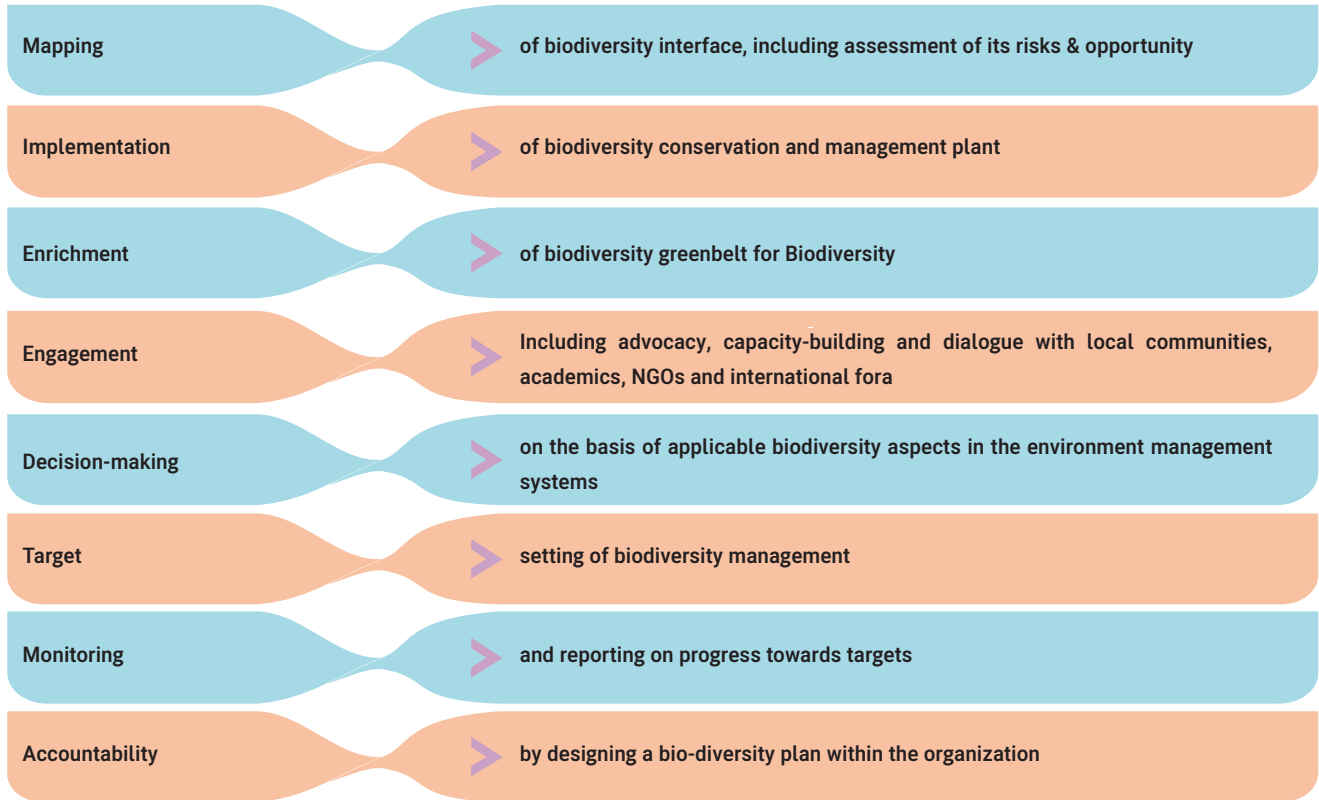 Mapping
of biodiversity interface, including assessment of its risks & opportunity
Implementation
of biodiversity conservation and management plant
Enrichment
of biodiversity greenbelt for Biodiversity
Engagement
Including advocacy, capacity-building and dialogue with local communities,
academics, NGOs and international fora
Decision-making
on the basis of applicable biodiversity aspects in the environment management
systems
Target
setting of biodiversity management
Monitoring
and reporting on progress towards targets
Accountability
by designing a bio-diversity plan within the organization